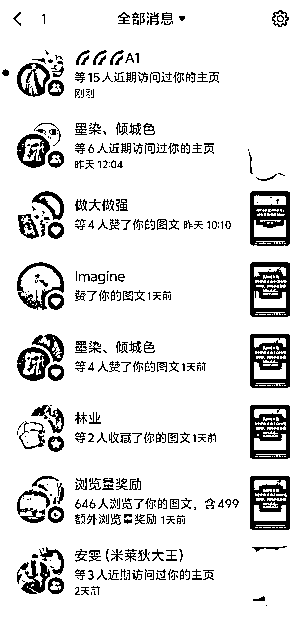 1
全部消息
A1
等15人近期访问过你的主页
刚刚
墨染、倾城色
等6人近期访问过你的主页
昨天 12:04
做大做强
等4人赞了你的图文 昨天 10:10
Imagine
赞了你的图文1天前
墨染、倾城色
等4人赞了你的图文1天前
林业
等2人收藏了你的图文1天前
浏览量奖励
646人浏览了你的图文，含499
额外浏览量奖励 1天前
安雯（米莱狄大王）
等3人近期访问过你的主页
2天前